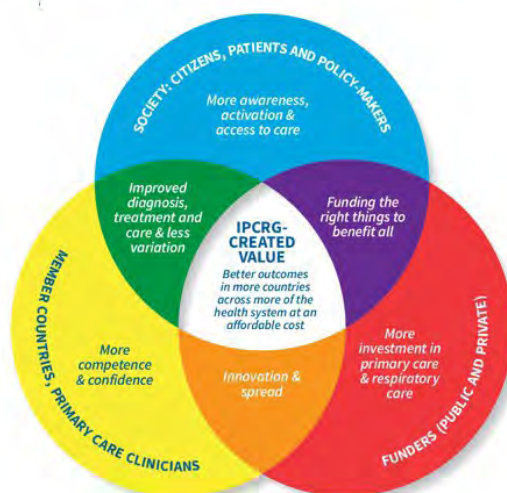 SOCIETY: CITIZENS, PATIENTS AND POLICY-MAKERS
More awareness,
activation &
access to care
Improved
diagnosis,
treatment and
care & less
variation
Funding the
right things to
benefit all
IPCRG-
CREATED
VALUE
Better outcomes
in more countries
across more of the
health system at an
affordable cost
MEMBER COUNTRIES, PRIMARY CARE CLINICIANS
More
competence
& confidence
Innovation &
spread
More
investment in
primary care
& respiratory
care
FUNDERS (PUBLIC AND PRIVATE)